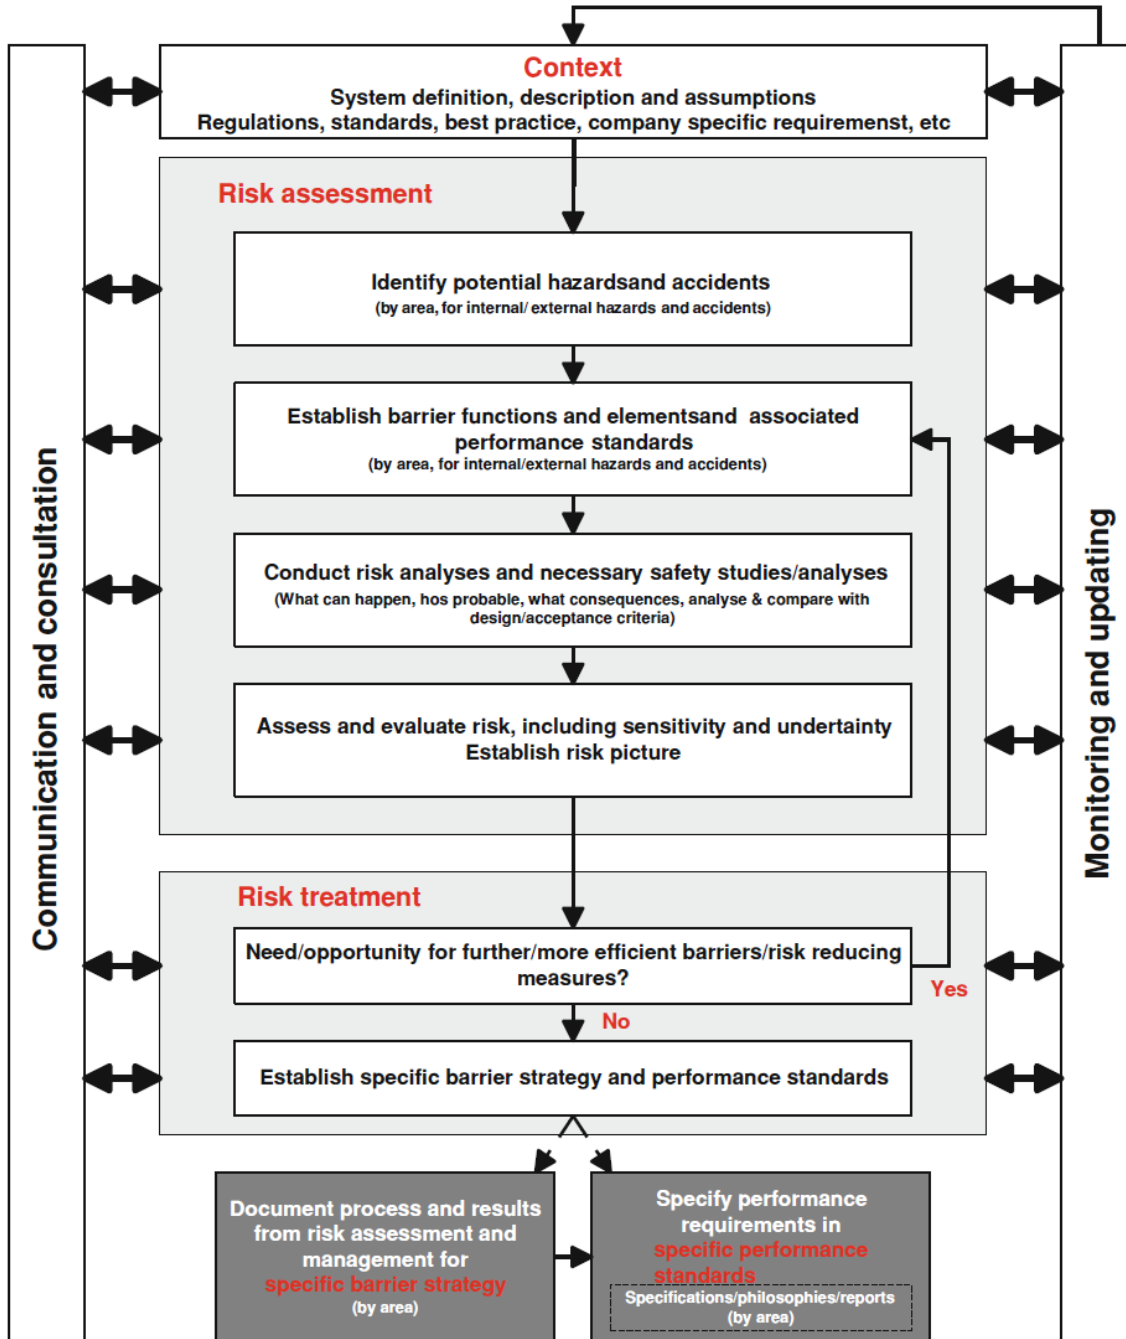 Context
System definition, description and assumptions
Regulations, standards, best practice, company specific requiremenst, etc
Risk assessment
Identify potential hazardsand accidents
(by area, for internal/ external hazards and accidents)
Establish barrier functions and elementsand associated
performance standards
(by area, for internal/external hazards and accidents)
Conduct risk analyses and necessary safety studies/analyses
(What can happen, hos probable, what consequences, analyse & compare with
design/acceptance criteria)
Assess and evaluate risk, including sensitivity and undertainty
Establish risk picture
Risk treatment
Need/opportunity for further/more efficient barriers/risk reducing
measures?
Yes
No
Establish specific barrier strategy and performance standards
Document process and results
from risk assessment and
management for
specific barrier strategy
(by area)
Specify performance
requirements in
specific performance
standards
Specifications/philosophies/reports
(by area)
Communication and consultation
Monitoring and updating